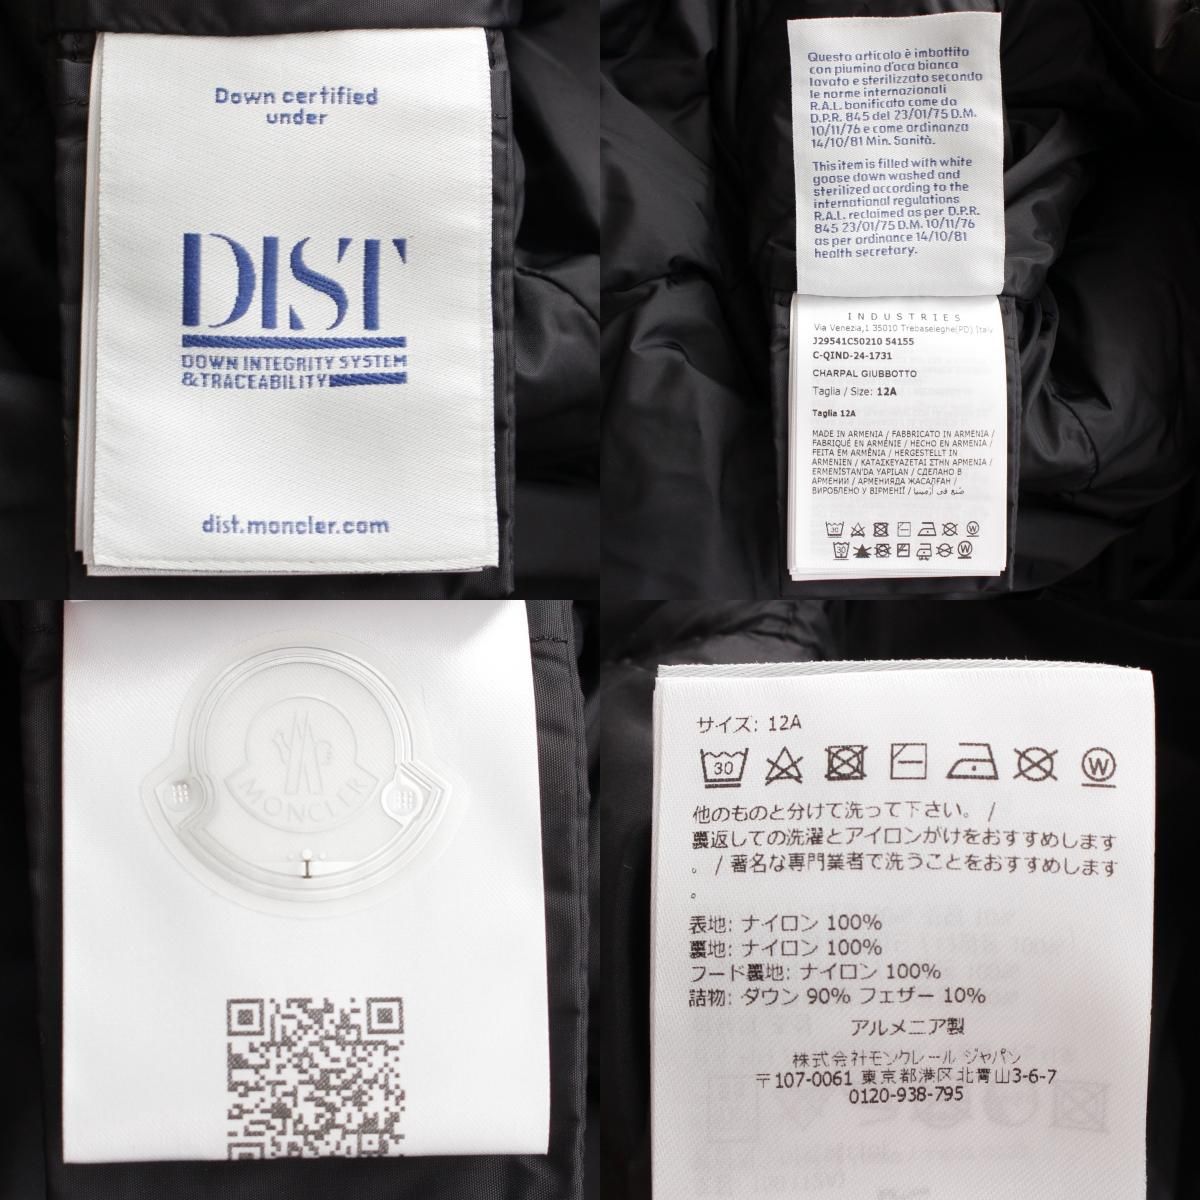 Down certified
under
DIST
DOWN INTEGRITY SYSTEM
&TRACEABILITY
dist.moncler.com
Questo articolo è imbottito
con piumino d'oca bianca
lavato e sterilizzato secondo
le norme internazionali
R.A.L. bonificato come da
D.P.R. 845 del 23/01/75 D.M.
10/11/76 e come ordinanza
14/10/81 Min. Sanità.
This item is filled with white
goose down washed and
sterilized according to the
international regulations
R.A.L. reclaimed as per D.P.R.
845 23/01/75 D.M. 10/11/76
as per ordinance 14/10/81
health secretary.
INDUSTRIES
Via Venezia,1 35010 Trebaseleghe(PD) Italy
J29541C50210 54155
C-QIND-24-1731
CHARPAL GIUBBOTTO
Taglia / Size: 12A
Taglia 12A
MADE IN ARMENIA / FABBRICATO IN ARMENIA /
FABRIQUÉ EN ARMÉNIE / HECHO EN ARMENIA /
FEITA EM ARMÊNIA / HERGESTELLT IN
ARMENIEN / ΚΑΤΑΣΚΕΥΑΖΕΤΑΙ ΣΤΗΝ ΑΡΜΕΝΙΑ /
ERMENİSTAN'DA YAPILAN / СДЕЛАНО В
АРМЕНИИ / АРМЕНИЯДА ЖАСАЛҒАН /
ВИРОБЛЕНО У ВІРМЕНІЇ / صنع في أرمينيا
30 W
30 W
MONCLER
サイズ: 12A
30 W
他のものと分けて洗って下さい。 /
裏返しての洗濯とアイロンがけをおすすめします
。 / 著名な専門業者で洗うことをおすすめします
。
表地: ナイロン 100%
裏地: ナイロン 100%
フード裏地: ナイロン 100%
詰物: ダウン 90% フェザー 10%
アルメニア製
株式会社モンクレール ジャパン
〒107-0061 東京都港区北青山3-6-7
0120-938-795